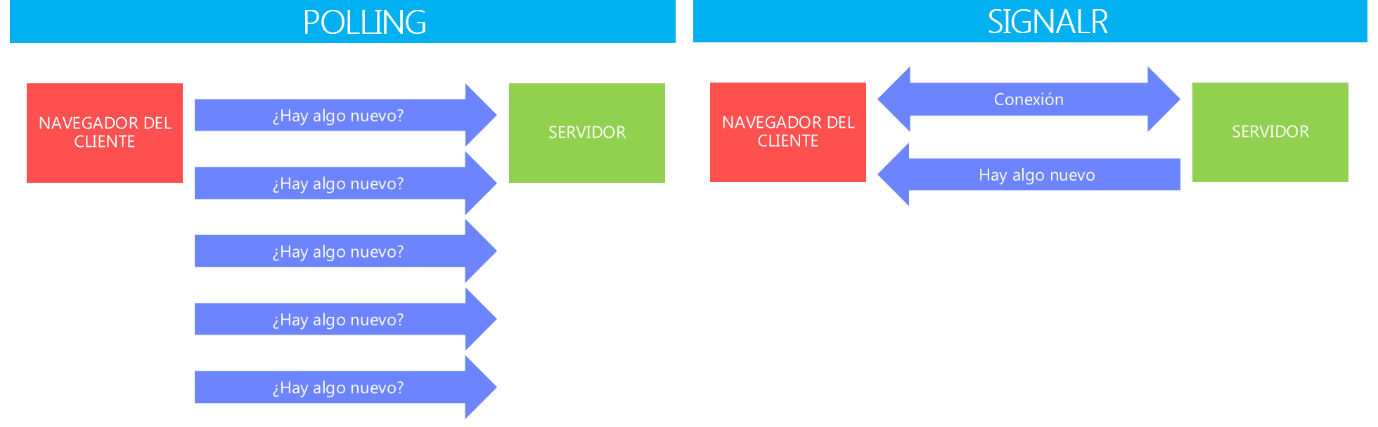 POLLING
NAVEGADOR DEL
CLIENTE
¿Hay algo nuevo?
¿Hay algo nuevo?
¿Hay algo nuevo?
¿Hay algo nuevo?
¿Hay algo nuevo?
SERVIDOR
SIGNALR
NAVEGADOR DEL
CLIENTE
Conexión
Hay algo nuevo
SERVIDOR